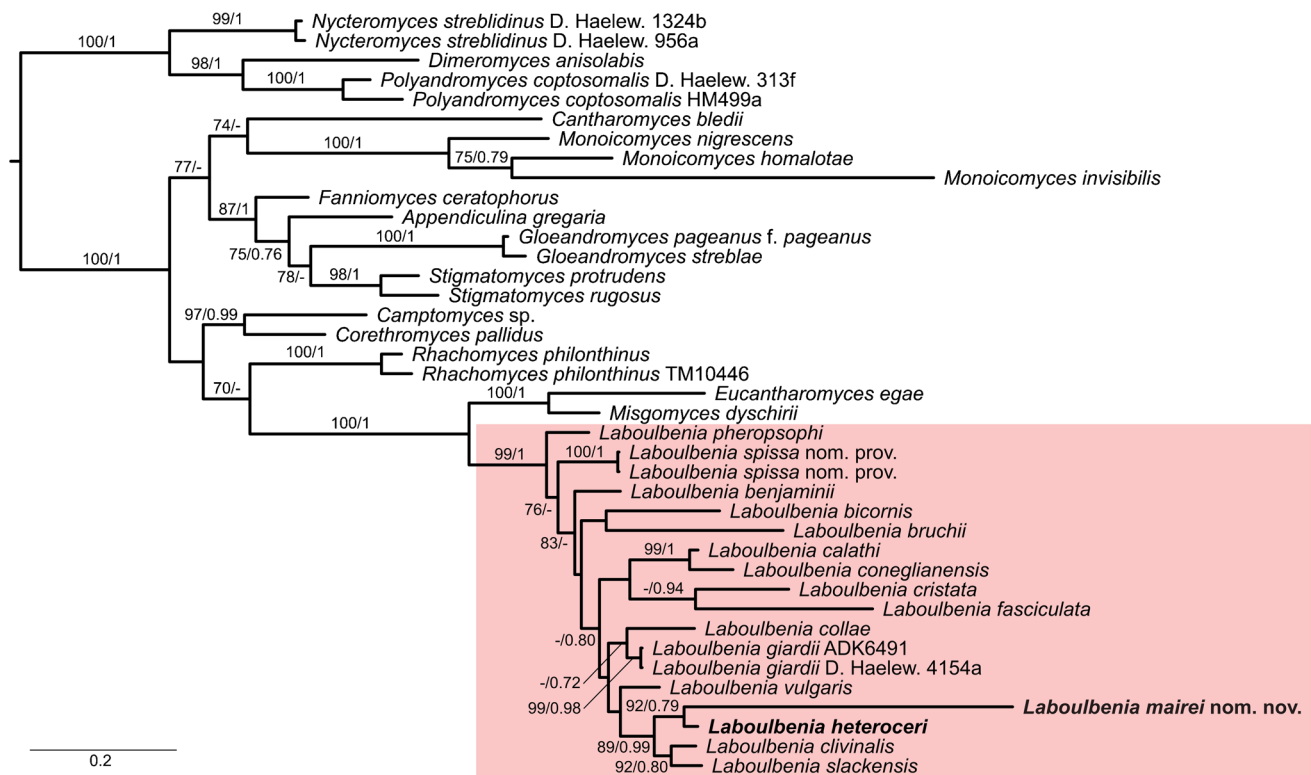 99/1
Nycteromyces streblidinus D. Haelew. 1324b
100/1
Nycteromyces streblidinus D. Haelew. 956a
98/1
Dimeromyces anisolabis
100/1
Polyandromyces coptosomalis D. Haelew. 313f
Polyandromyces coptosomalis HM499a
74/-
Cantharomyces bledii
100/1
Monoicomyces nigrescens
75/0.79
Monoicomyces homalotae
77/-
Monoicomyces invisibilis
87/1
Fanniomyces ceratophorus
Appendiculina gregaria
100/1
Gloeandromyces pageanus f. pageanus
75/0.76
Gloeandromyces streblae
100/1
78/-
98/1
Stigmatomyces protrudens
Stigmatomyces rugosus
97/0.99
Camptomyces sp.
Corethromyces pallidus
100/1
Rhachomyces philonthinus
Rhachomyces philonthinus TM10446
70/-
100/1
Eucantharomyces egae
Misgomyces dyschirii
100/1
Laboulbenia pheropsophi
99/1
100/1
Laboulbenia spissa nom. prov.
Laboulbenia spissa nom. prov.
Laboulbenia benjaminii
76/-
Laboulbenia bicornis
Laboulbenia bruchii
83/-
99/1
Laboulbenia calathi
Laboulbenia coneglianensis
-/0.94
Laboulbenia cristata
Laboulbenia fasciculata
Laboulbenia collae
-/0.80
Laboulbenia giardii ADK6491
Laboulbenia giardii D. Haelew. 4154a
-/0.72
Laboulbenia vulgaris
99/0.98
92/0.79
Laboulbenia mairei nom. nov.
Laboulbenia heteroceri
89/0.99
Laboulbenia clivinalis
92/0.80
Laboulbenia slackensis
0.2